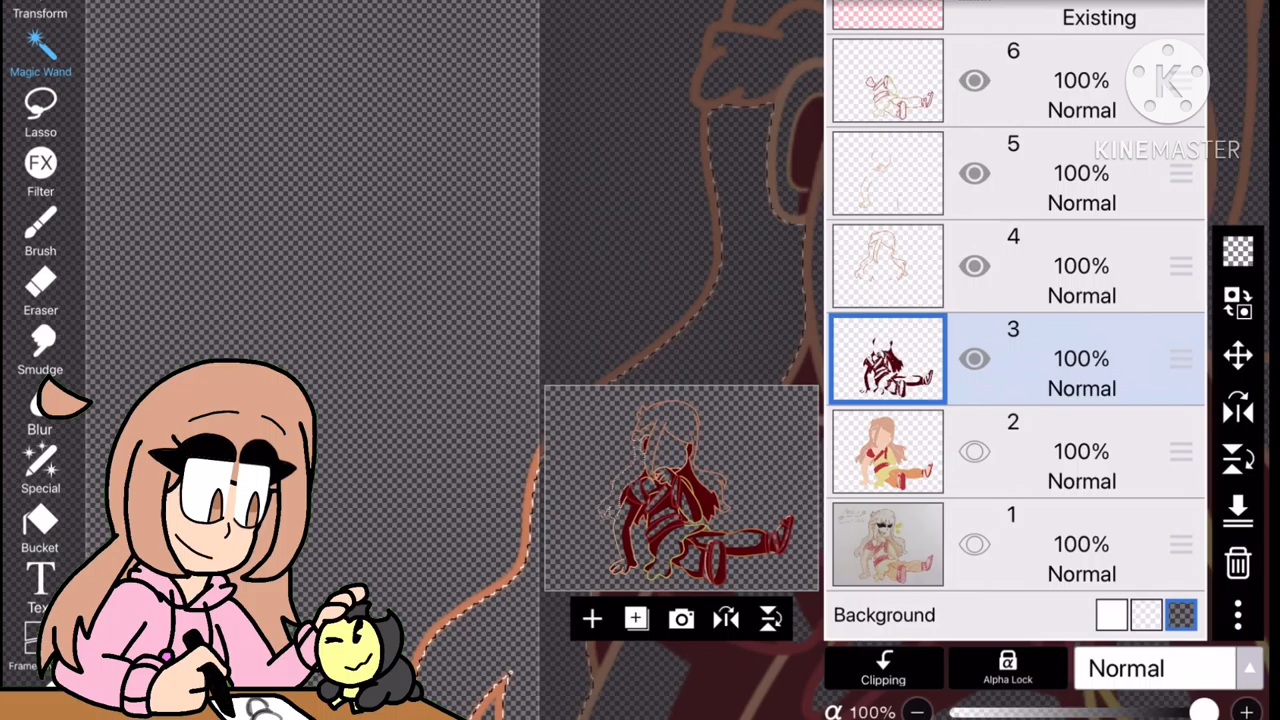 Transform
Magic Wand
Lasso
FX
Filter
Brush
Eraser
Smudge
Blur
Special
Bucket
T
Tex
Frame
Existing
6
100%
Normal
K
KINEMASTER
5
100%
Normal
4
100%
Normal
3
100%
Normal
2
100%
Normal
1
100%
Normal
Background
Clipping
α
Alpha Lock
Normal
α 100%